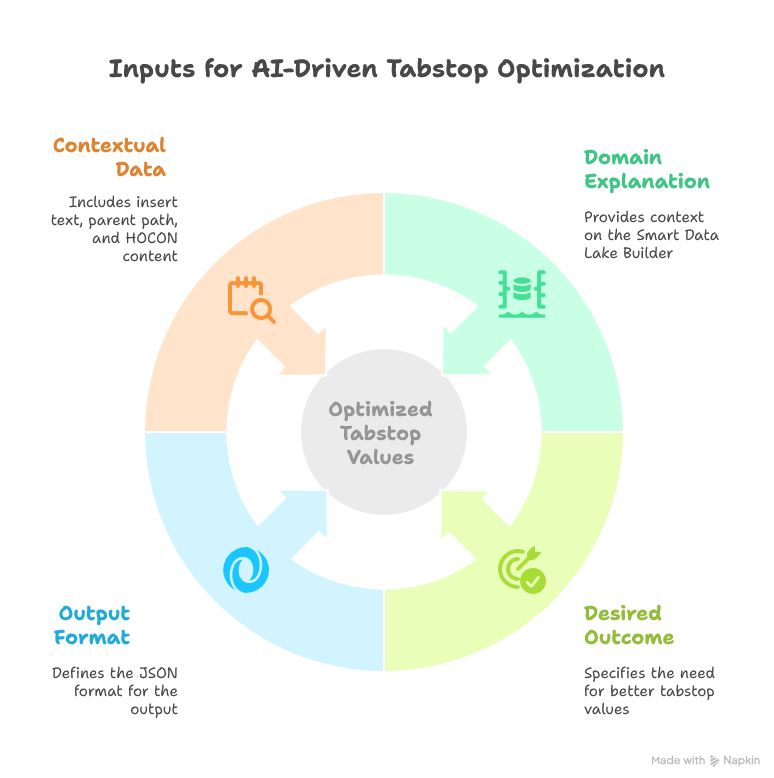 Inputs for AI-Driven Tabstop Optimization
Contextual
Data
Includes insert
text, parent path,
and HOCON
content
Domain
Explanation
Provides context
on the Smart Data
Lake Builder
Optimized
Tabstop
Values
Output
Format
Defines the JSON
format for the
output
Desired
Outcome
Specifies the need
for better tabstop
values
Made with Napkin